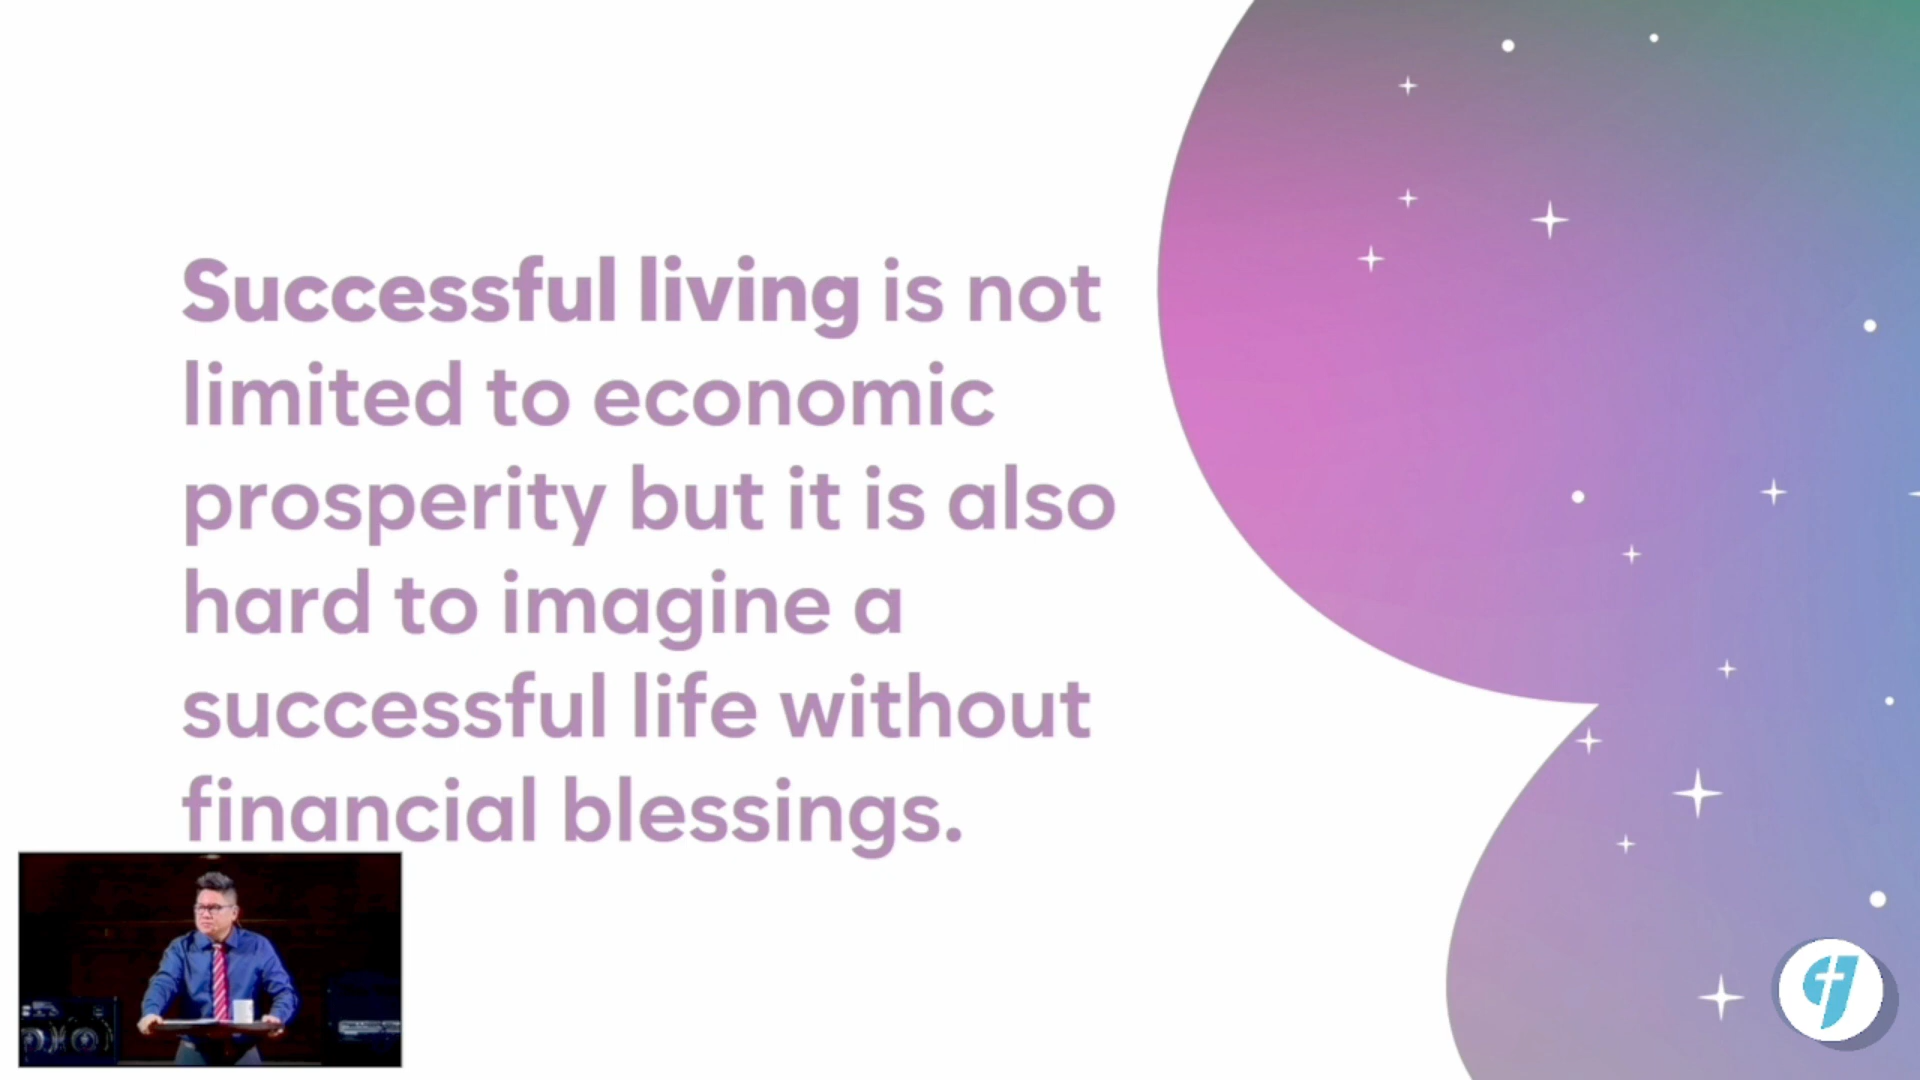 Successful living is not
limited to economic
prosperity but it is also
hard to imagine a
successful life without
financial blessings.